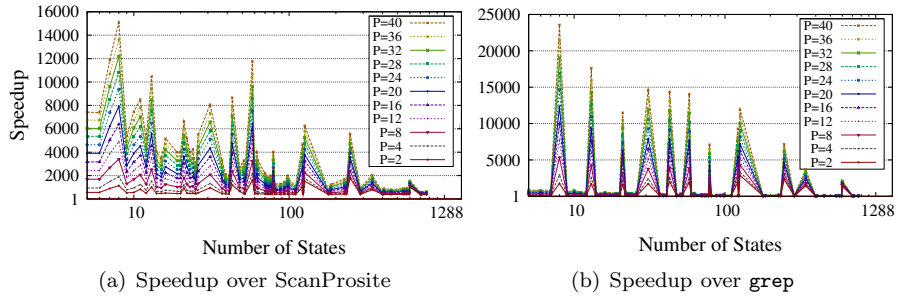 16000
14000
12000
10000
8000
6000
4000
2000
1
Speedup
P=40
P=36
P=32
P=28
P=24
P=20
P=16
P=12
P=8
P=4
P=2
10
100
1288
Number of States
(a) Speedup over ScanProsite
25000
20000
15000
10000
5000
1
P=40
P=36
P=32
P=28
P=24
P=20
P=16
P=12
P=8
P=4
P=2
10
100
1288
Number of States
(b) Speedup over grep